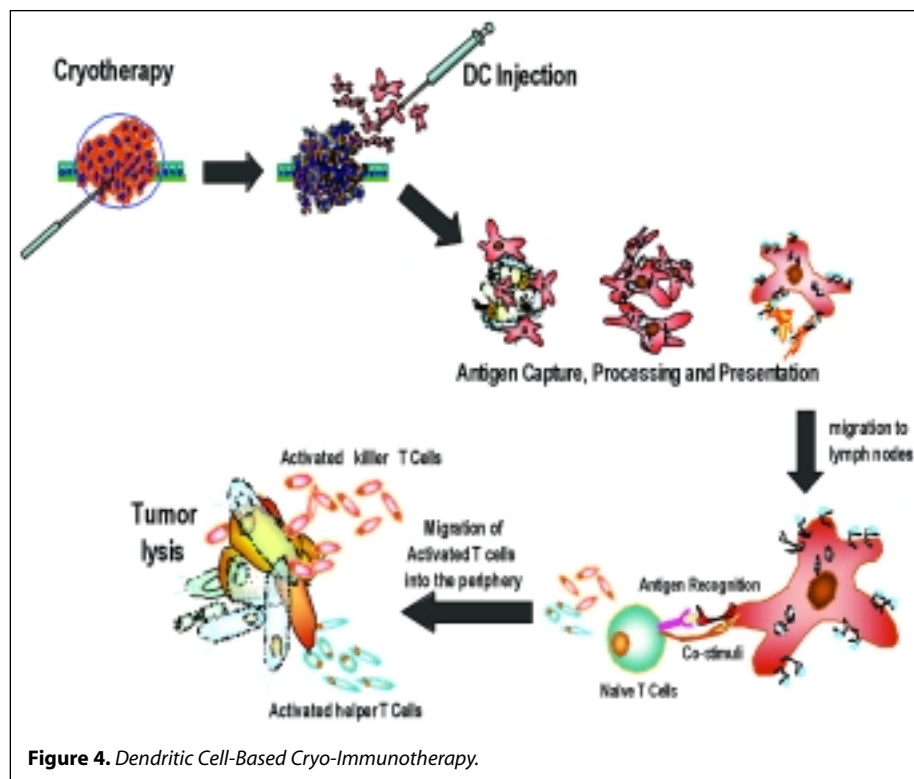 Cryotherapy
DC Injection
Antigen Capture, Processing and Presentation
migration to
lymph nodes
Activated killer T Cells
Tumor
lysis
Migration of
Activated T cells
into the periphery
Antigen Recognition
Co-stimuli
Naïve T Cells
Activated helper T Cells
Figure 4. Dendritic Cell-Based Cryo-Immunotherapy.